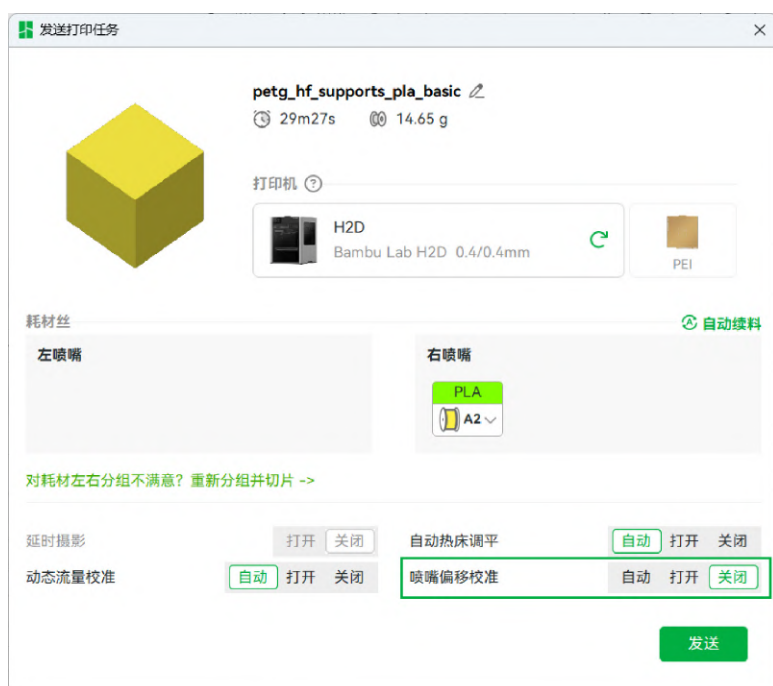 发送打印任务
petg_hf_supports_pla_basic
29m27s 14.65 g
打印机
H2D
Bambu Lab H2D 0.4/0.4mm
PEI
耗材丝 自动续料
左喷嘴 右喷嘴
PLA
A2
对耗材左右分组不满意？重新分组并切片 ->
延时摄影 打开 关闭 自动热床调平 自动 打开 关闭
动态流量校准 自动 打开 关闭 喷嘴偏移校准 自动 打开 关闭
发送